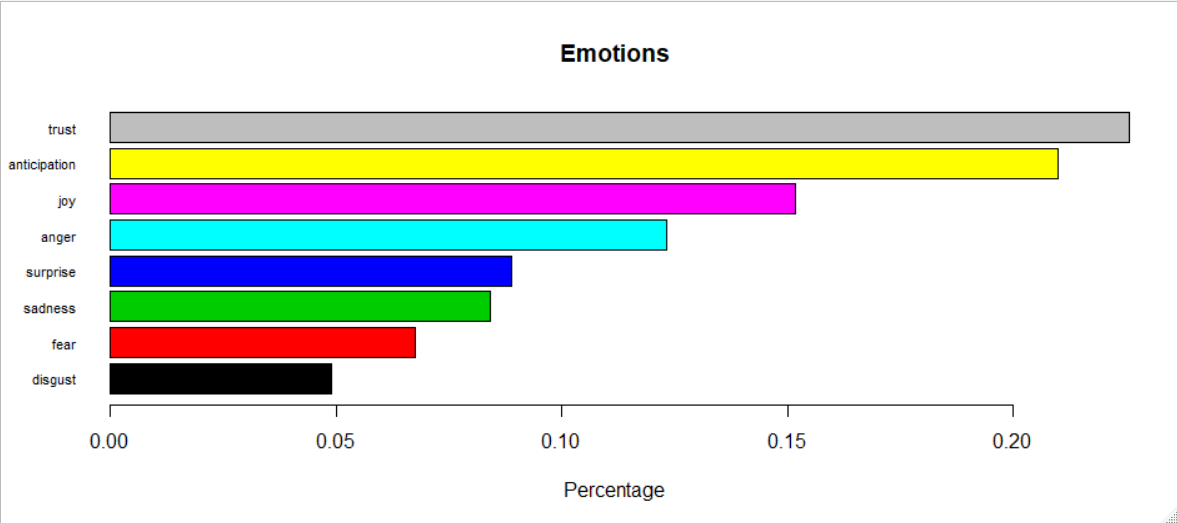 Emotions
trust
anticipation
joy
anger
surprise
sadness
fear
disgust
0.00 0.05 0.10 0.15 0.20
Percentage